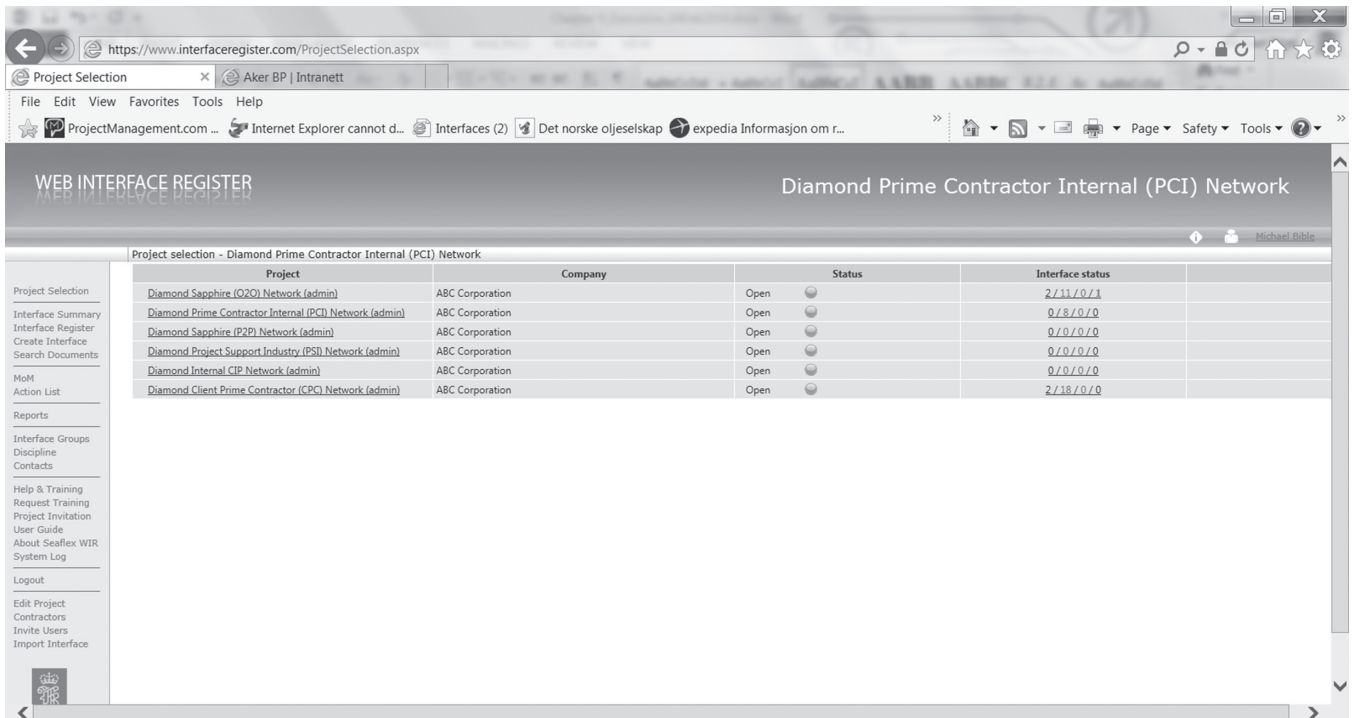 https://www.interfaceregister.com/ProjectSelection.aspx
Project Selection
Aker BP | Intranett
File Edit View Favorites Tools Help
ProjectManagement.com ... Internet Explorer cannot d... Interfaces (2) Det norske oljeselskap expedia Informasjon om r... » Page Safety Tools »
WEB INTERFACE REGISTER
Diamond Prime Contractor Internal (PCI) Network
Michael Bible
Project selection - Diamond Prime Contractor Internal (PCI) Network
Project Company Status Interface status
Diamond Sapphire (O2O) Network (admin) ABC Corporation Open 2 / 11 / 0 / 1
Diamond Prime Contractor Internal (PCI) Network (admin) ABC Corporation Open 0 / 8 / 0 / 0
Diamond Sapphire (P2P) Network (admin) ABC Corporation Open 0 / 0 / 0 / 0
Diamond Project Support Industry (PSI) Network (admin) ABC Corporation Open 0 / 0 / 0 / 0
Diamond Internal CIP Network (admin) ABC Corporation Open 0 / 0 / 0 / 0
Diamond Client Prime Contractor (CPC) Network (admin) ABC Corporation Open 2 / 18 / 0 / 0
Project Selection
Interface Summary
Interface Register
Create Interface
Search Documents
MoM
Action List
Reports
Interface Groups
Discipline
Contacts
Help & Training
Request Training
Project Invitation
User Guide
About Seaflex WIR
System Log
Logout
Edit Project
Contractors
Invite Users
Import Interface